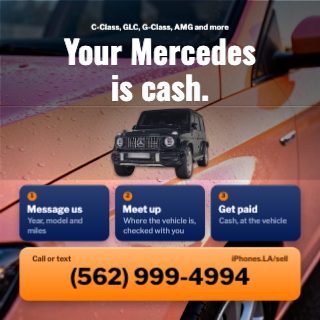 C-Class, GLC, G-Class, AMG and more
Your Mercedes
is cash.
1
Message us
Year, model and
miles
2
Meet up
Where the vehicle is,
checked with you
3
Get paid
Cash, at the vehicle
Call or text
iPhones.LA/sell
(562) 999-4994